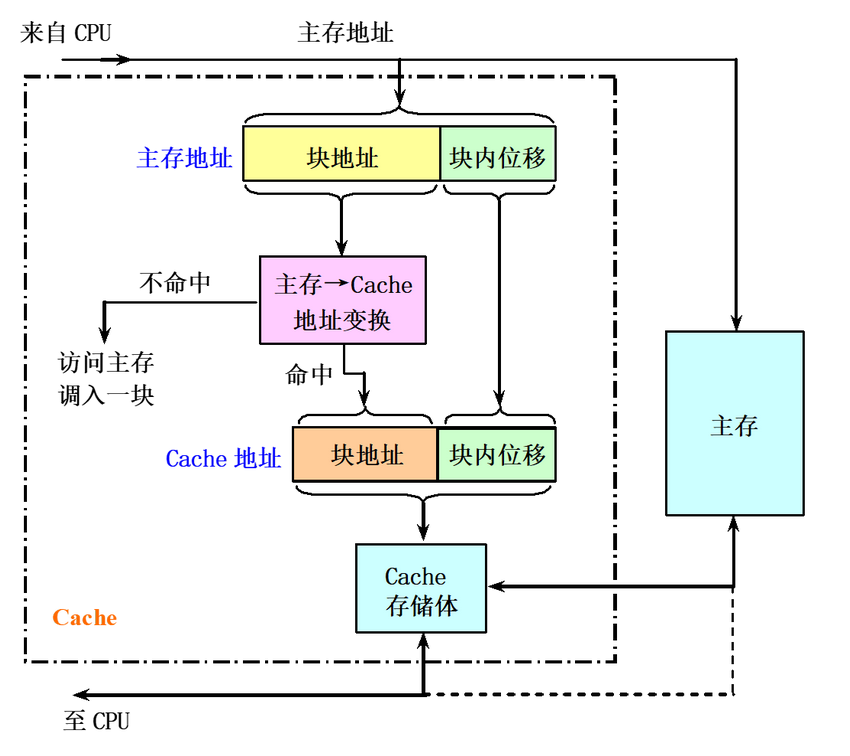 来自 CPU
主存地址
主存地址
块地址
块内位移
不命中
主存→Cache
地址变换
访问主存
调入一块
命中
主存
Cache 地址
块地址
块内位移
Cache
存储体
Cache
至 CPU